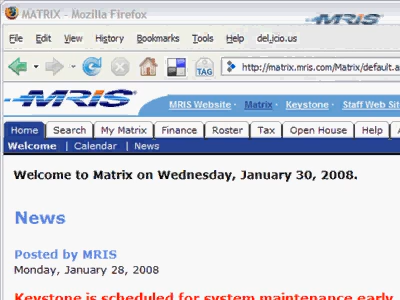 MATRIX - Mozilla Firefox
MRIS
File Edit View History Bookmarks Tools Help del.icio.us
TAG http://matrix.mris.com/Matrix/default.a
MRIS
MRIS Website · Matrix · Keystone · Staff Web Sit
Home Search My Matrix Finance Roster Tax Open House Help A
Welcome | Calendar | News
Welcome to Matrix on Wednesday, January 30, 2008.
News
Posted by MRIS
Monday, January 28, 2008
Keystone is scheduled for system maintenance early